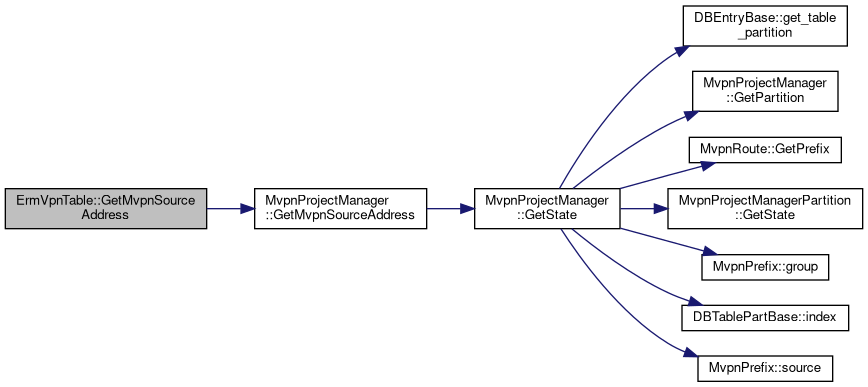 ErmVpnTable::GetMvpnSource
Address
MvpnProjectManager
::GetMvpnSourceAddress
MvpnProjectManager
::GetState
DBEntryBase::get_table
_partition
MvpnProjectManager
::GetPartition
MvpnRoute::GetPrefix
MvpnProjectManagerPartition
::GetState
MvpnPrefix::group
DBTablePartBase::index
MvpnPrefix::source